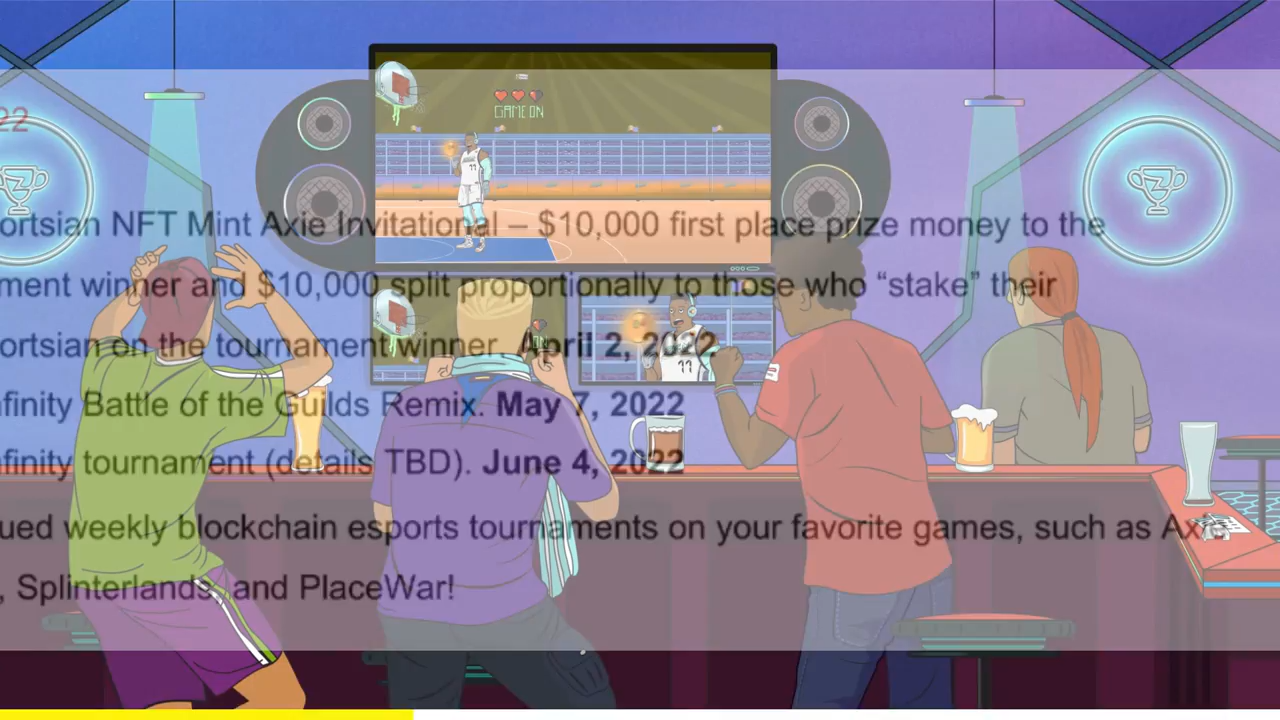 22
GAME ON
ortsian NFT Mint Axie Invitational – $10,000 first place prize money to the
ment winner and $10,000 split proportionally to those who “stake” their
ortsian on the tournament winner. April 2, 2022
finity Battle of the Guilds Remix. May 7, 2022
finity tournament (details TBD). June 4, 2022
ued weekly blockchain esports tournaments on your favorite games, such as Ax
, Splinterlands, and PlaceWar!
11